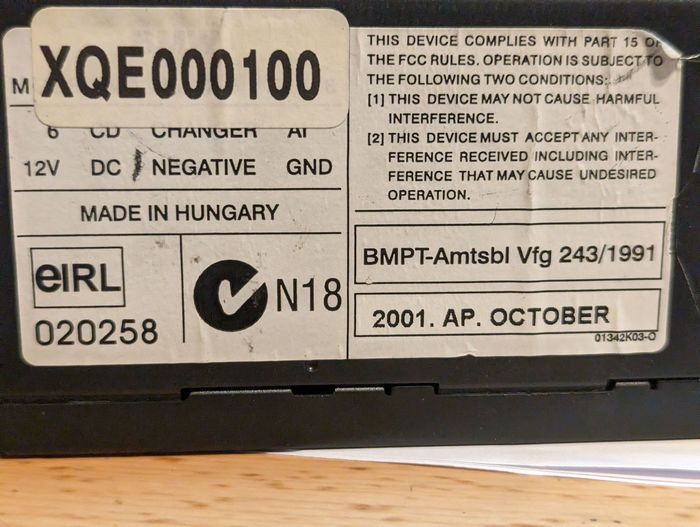 XQE000100
M
6 CD CHANGER
12V DC NEGATIVE GND
MADE IN HUNGARY
eIRL
020258
N18
THIS DEVICE COMPLIES WITH PART 15 OF
THE FCC RULES. OPERATION IS SUBJECT TO
THE FOLLOWING TWO CONDITIONS:
[1] THIS DEVICE MAY NOT CAUSE HARMFUL
INTERFERENCE.
[2] THIS DEVICE MUST ACCEPT ANY INTER-
FERENCE RECEIVED INCLUDING INTER-
FERENCE THAT MAY CAUSE UNDESIRED
OPERATION.
BMPT-Amtsbl Vfg 243/1991
2001. AP. OCTOBER
01342K03-O